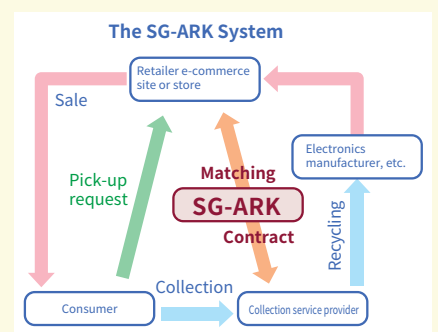 The SG-ARK System
Retailer e-commerce
site or store
Sale
Electronics
manufacturer, etc.
Pick-up
request
Matching
SG-ARK
Contract
Recycling
Collection
Consumer
Collection service provider